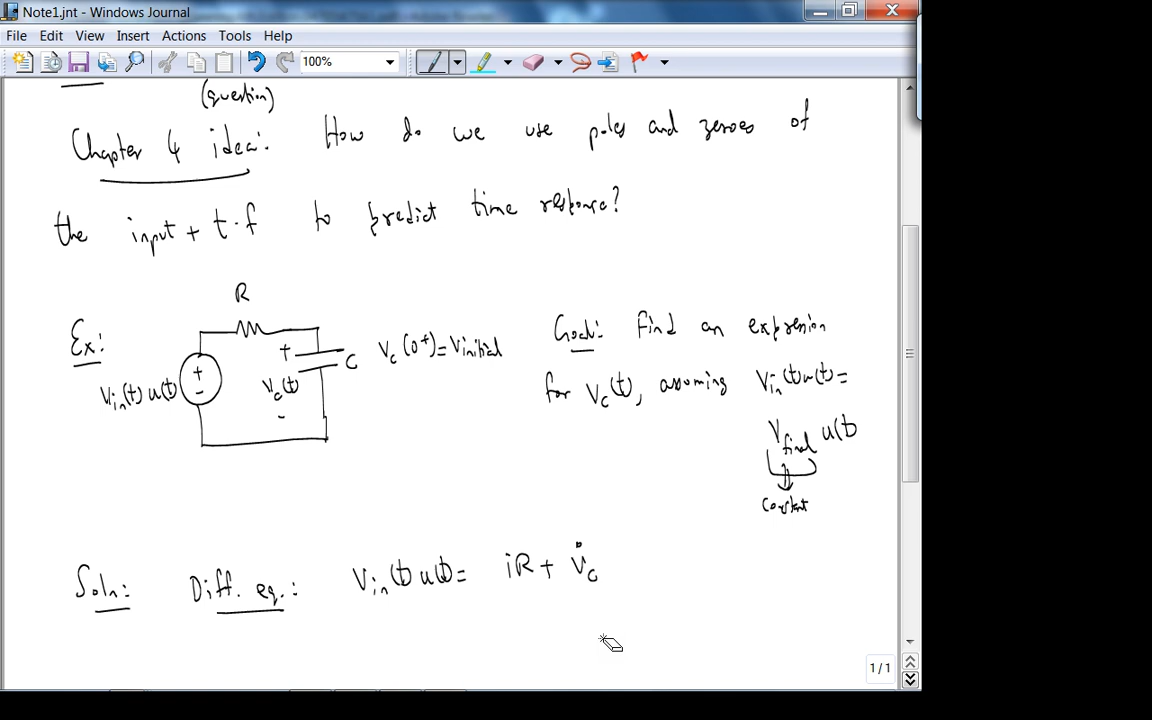 Note1.jnt - Windows Journal
File Edit View Insert Actions Tools Help
100%
(question)
Chapter 4 idea: How do we use poles and zeroes of
the input + t.f to predict time response?
R
Ex:
Vin(t) u(t)
+
-
+
Vc(t)
-
C
Vc(0+)=Vinitial
Goal: Find an expression
for Vc(t), assuming Vin(t)u(t)=
Vfinal u(t)
Constant
Soln: Diff. eq.: Vin(t) u(t)= iR + V̇c
1/1